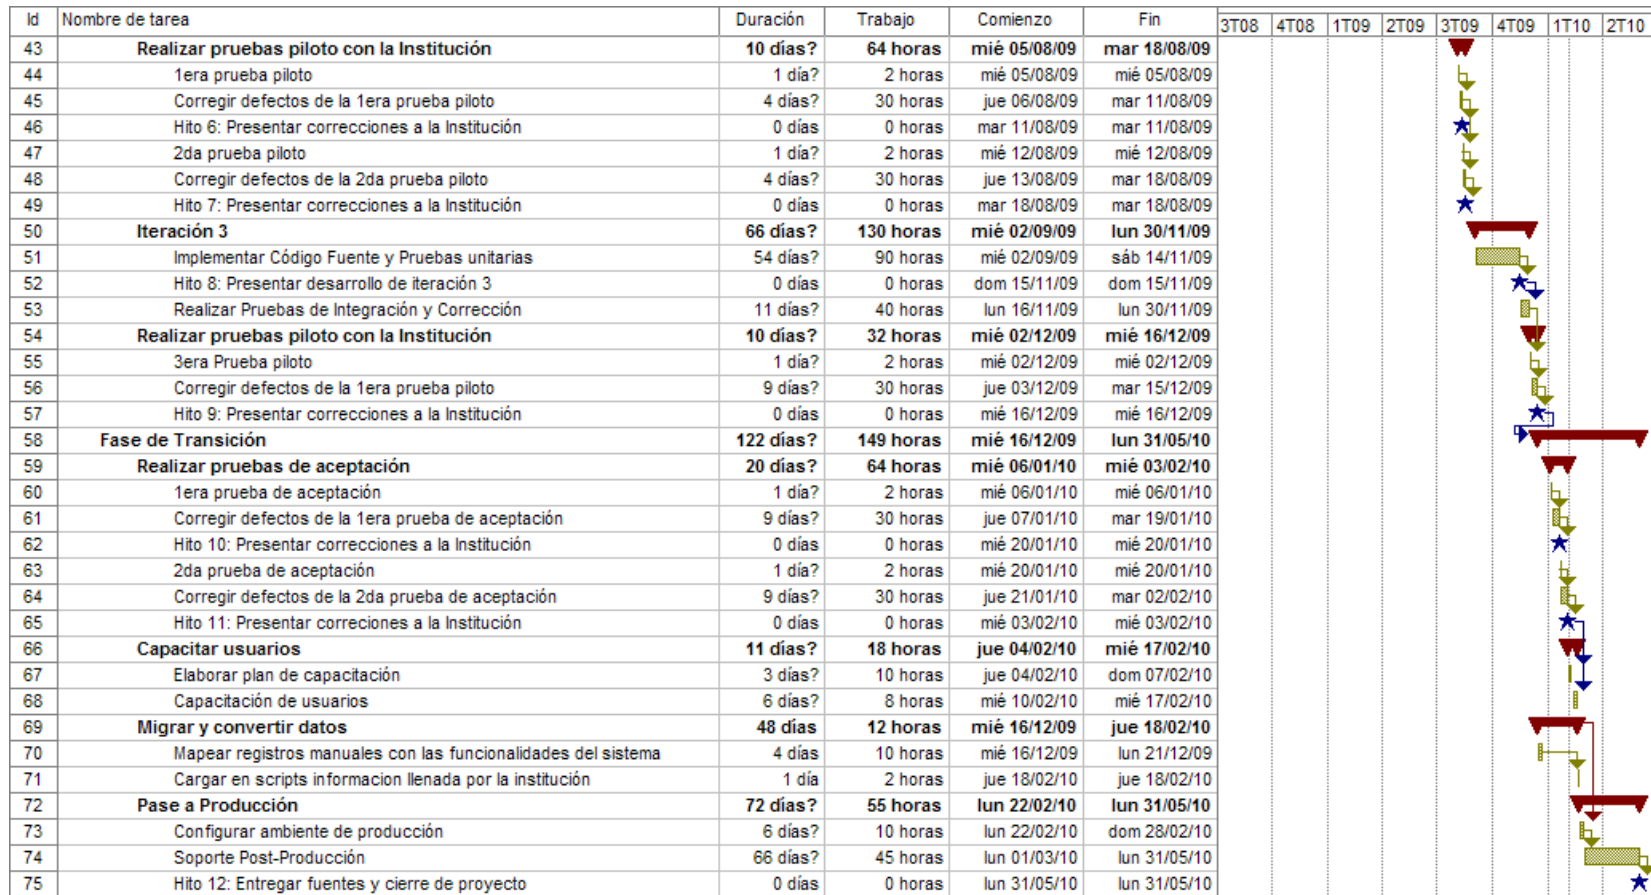 Id Nombre de tarea Duración Trabajo Comienzo Fin 3T08 4T08 1T09 2T09 3T09 4T09 1T10 2T10
43 Realizar pruebas piloto con la Institución 10 días? 64 horas mié 05/08/09 mar 18/08/09
44 1era prueba piloto 1 día? 2 horas mié 05/08/09 mié 05/08/09
45 Corregir defectos de la 1era prueba piloto 4 días? 30 horas jue 06/08/09 mar 11/08/09
46 Hito 6: Presentar correcciones a la Institución 0 días 0 horas mar 11/08/09 mar 11/08/09
47 2da prueba piloto 1 día? 2 horas mié 12/08/09 mié 12/08/09
48 Corregir defectos de la 2da prueba piloto 4 días? 30 horas jue 13/08/09 mar 18/08/09
49 Hito 7: Presentar correcciones a la Institución 0 días 0 horas mar 18/08/09 mar 18/08/09
50 Iteración 3 66 días? 130 horas mié 02/09/09 lun 30/11/09
51 Implementar Código Fuente y Pruebas unitarias 54 días? 90 horas mié 02/09/09 sáb 14/11/09
52 Hito 8: Presentar desarrollo de iteración 3 0 días 0 horas dom 15/11/09 dom 15/11/09
53 Realizar Pruebas de Integración y Corrección 11 días? 40 horas lun 16/11/09 lun 30/11/09
54 Realizar pruebas piloto con la Institución 10 días? 32 horas mié 02/12/09 mié 16/12/09
55 3era Prueba piloto 1 día? 2 horas mié 02/12/09 mié 02/12/09
56 Corregir defectos de la 1era prueba piloto 9 días? 30 horas jue 03/12/09 mar 15/12/09
57 Hito 9: Presentar correcciones a la Institución 0 días 0 horas mié 16/12/09 mié 16/12/09
58 Fase de Transición 122 días? 149 horas mié 16/12/09 lun 31/05/10
59 Realizar pruebas de aceptación 20 días? 64 horas mié 06/01/10 mié 03/02/10
60 1era prueba de aceptación 1 día? 2 horas mié 06/01/10 mié 06/01/10
61 Corregir defectos de la 1era prueba de aceptación 9 días? 30 horas jue 07/01/10 mar 19/01/10
62 Hito 10: Presentar correcciones a la Institución 0 días 0 horas mié 20/01/10 mié 20/01/10
63 2da prueba de aceptación 1 día? 2 horas mié 20/01/10 mié 20/01/10
64 Corregir defectos de la 2da prueba de aceptación 9 días? 30 horas jue 21/01/10 mar 02/02/10
65 Hito 11: Presentar correciones a la Institución 0 días 0 horas mié 03/02/10 mié 03/02/10
66 Capacitar usuarios 11 días? 18 horas jue 04/02/10 mié 17/02/10
67 Elaborar plan de capacitación 3 días? 10 horas jue 04/02/10 dom 07/02/10
68 Capacitación de usuarios 6 días? 8 horas mié 10/02/10 mié 17/02/10
69 Migrar y convertir datos 48 días 12 horas mié 16/12/09 jue 18/02/10
70 Mapear registros manuales con las funcionalidades del sistema 4 días 10 horas mié 16/12/09 lun 21/12/09
71 Cargar en scripts informacion llenada por la institución 1 día 2 horas jue 18/02/10 jue 18/02/10
72 Pase a Producción 72 días? 55 horas lun 22/02/10 lun 31/05/10
73 Configurar ambiente de producción 6 días? 10 horas lun 22/02/10 dom 28/02/10
74 Soporte Post-Producción 66 días? 45 horas lun 01/03/10 lun 31/05/10
75 Hito 12: Entregar fuentes y cierre de proyecto 0 días 0 horas lun 31/05/10 lun 31/05/10